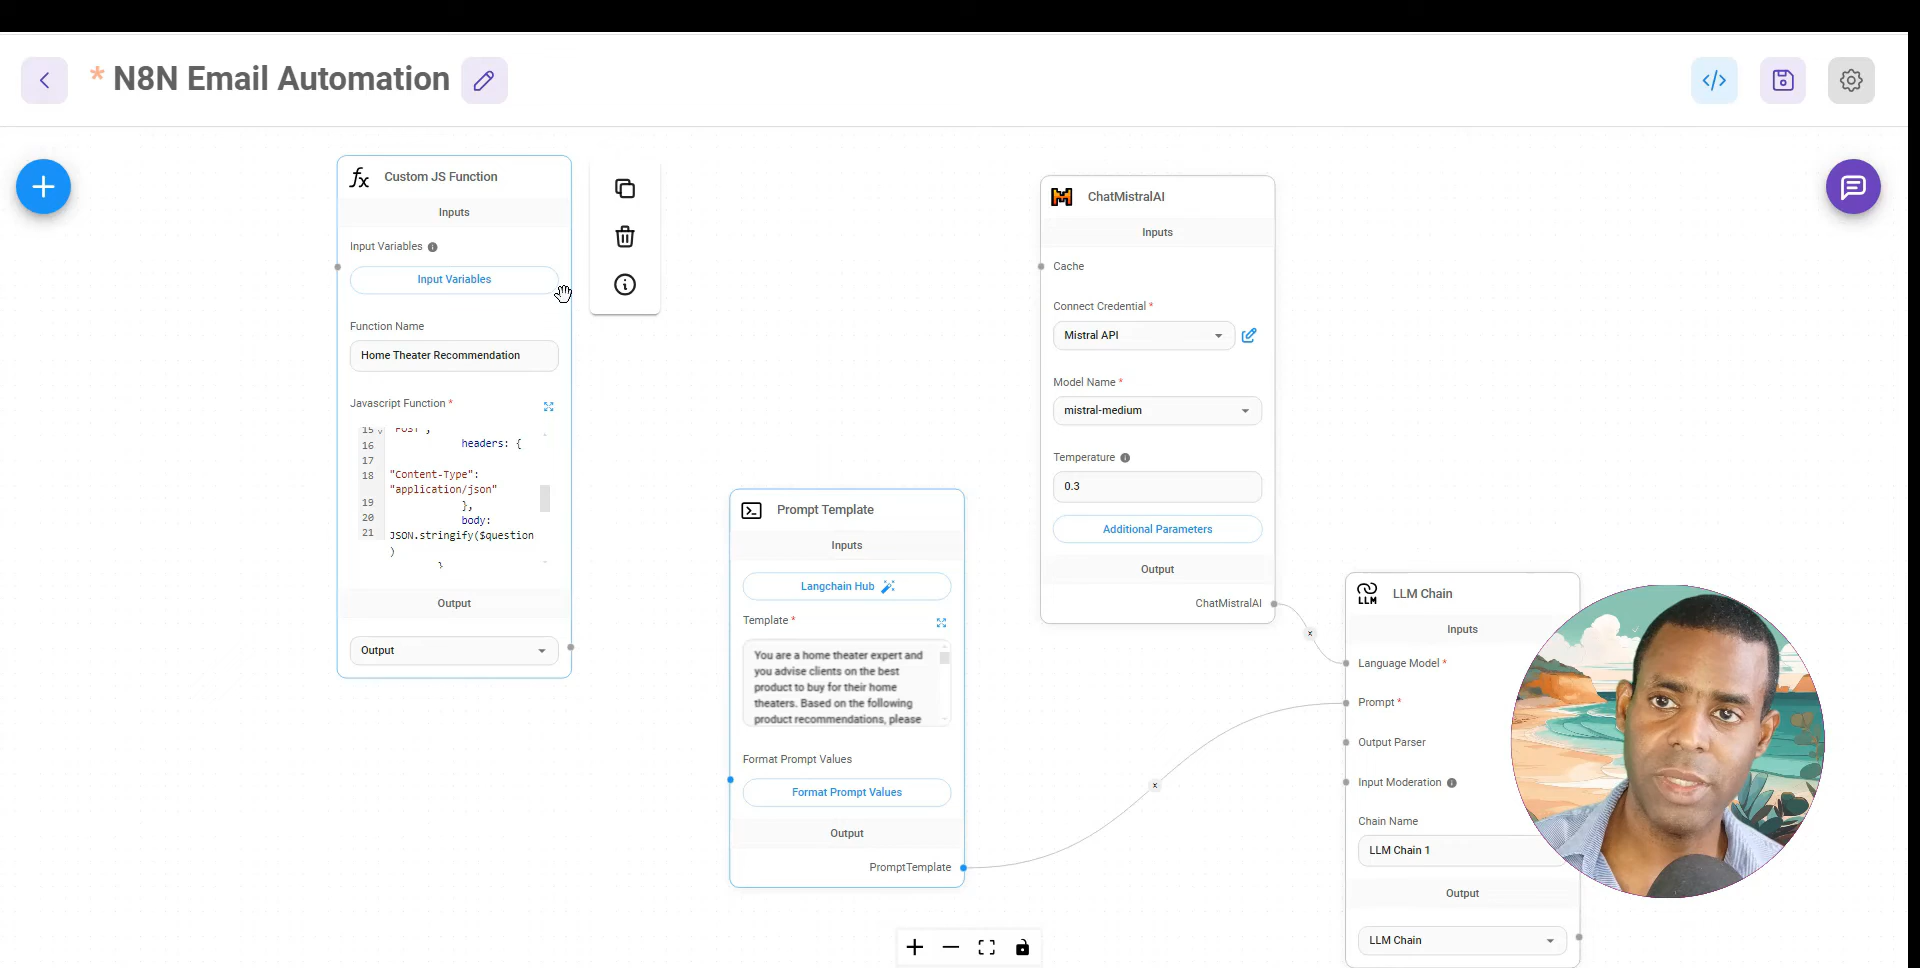 * N8N Email Automation
Custom JS Function
Inputs
Input Variables
Input Variables
Function Name
Home Theater Recommendation
Javascript Function *
15
"POST",
16 headers: {
17
18 "Content-Type":
"application/json"
19 },
20 body:
21 JSON.stringify($question
)
}
Output
Output
Prompt Template
Inputs
Langchain Hub
Template *
You are a home theater expert and
you advise clients on the best
product to buy for their home
theaters. Based on the following
product recommendations, please
Format Prompt Values
Format Prompt Values
Output
PromptTemplate
ChatMistralAI
Inputs
Cache
Connect Credential *
Mistral API
Model Name *
mistral-medium
Temperature
0.3
Additional Parameters
Output
ChatMistralAI
x
x
LLM
LLM Chain
Inputs
Language Model *
Prompt *
Output Parser
Input Moderation
Chain Name
LLM Chain 1
Output
LLM Chain